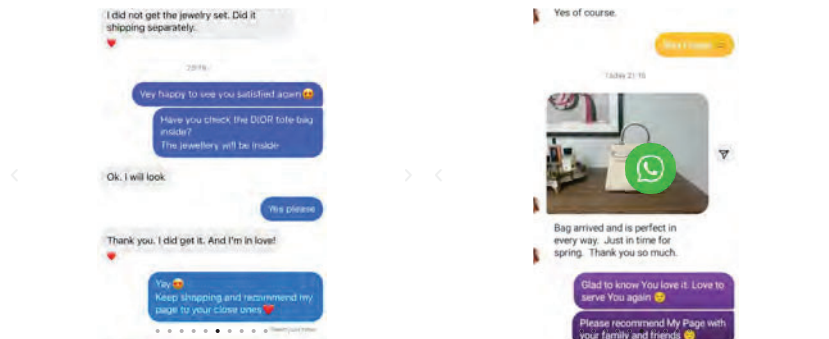 I did not get the jewelry set. Did it
shipping separately.
Vey happy to see you satisfied again
Have you check the DIOR tote bag
inside?
The jewellery will be inside
Ok. I will look
Yes please
Thank you. I did get it. And I'm in love!
Yay
Keep shopping and recommend my
page to your close ones
Yes of course.
Today 21:16
Bag arrived and is perfect in
every way. Just in time for
spring. Thank you so much.
Glad to know You love it. Love to
serve You again
Please recommend My Page with
your family and friends